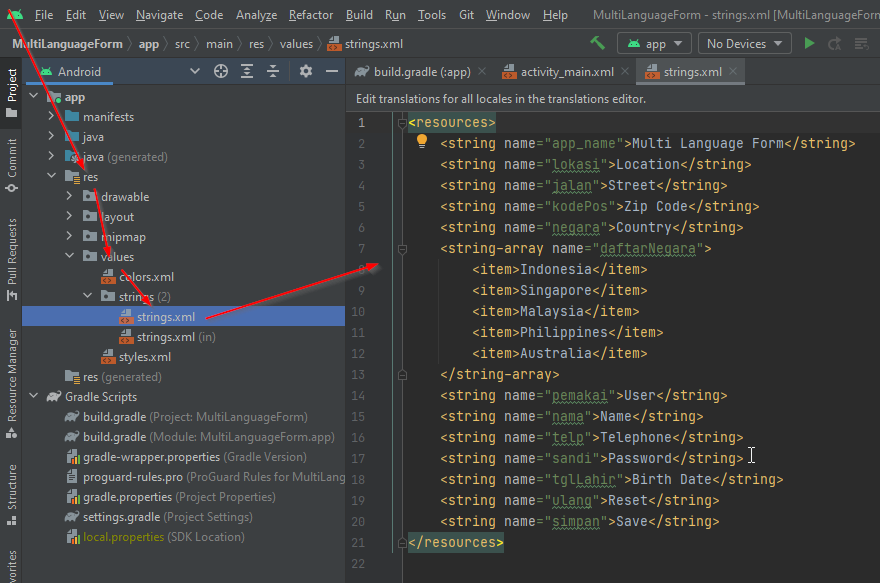 File Edit View Navigate Code Analyze Refactor Build Run Tools Git Window Help MultiLanguageForm - strings.xml [MultiLanguageForm
MultiLanguageForm app src main res values strings.xml app No Devices
Project
Commit
Pull Requests
Resource Manager
Structure
vorites
Android
app
manifests
java
java (generated)
res
drawable
layout
mipmap
values
colors.xml
strings (2)
strings.xml
strings.xml (in)
styles.xml
res (generated)
Gradle Scripts
build.gradle (Project: MultiLanguageForm)
build.gradle (Module: MultiLanguageForm.app)
gradle-wrapper.properties (Gradle Version)
proguard-rules.pro (ProGuard Rules for MultiLang
gradle.properties (Project Properties)
settings.gradle (Project Settings)
local.properties (SDK Location)
build.gradle (:app) activity_main.xml strings.xml
Edit translations for all locales in the translations editor.
1 <resources>
2 <string name="app_name">Multi Language Form</string>
3 <string name="lokasi">Location</string>
4 <string name="jalan">Street</string>
5 <string name="kodePos">Zip Code</string>
6 <string name="negara">Country</string>
7 <string-array name="daftarNegara">
8 <item>Indonesia</item>
9 <item>Singapore</item>
10 <item>Malaysia</item>
11 <item>Philippines</item>
12 <item>Australia</item>
13 </string-array>
14 <string name="pemakai">User</string>
15 <string name="nama">Name</string>
16 <string name="telp">Telephone</string>
17 <string name="sandi">Password</string>
18 <string name="tglLahir">Birth Date</string>
19 <string name="ulang">Reset</string>
20 <string name="simpan">Save</string>
21 </resources>
22